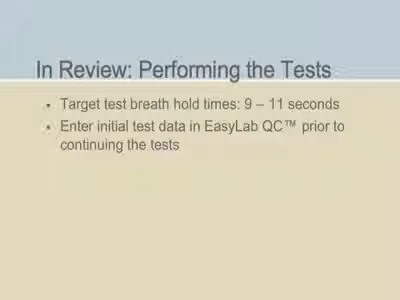 In Review: Performing the Tests
• Target test breath hold times: 9 – 11 seconds
• Enter initial test data in EasyLab QC™ prior to
continuing the tests